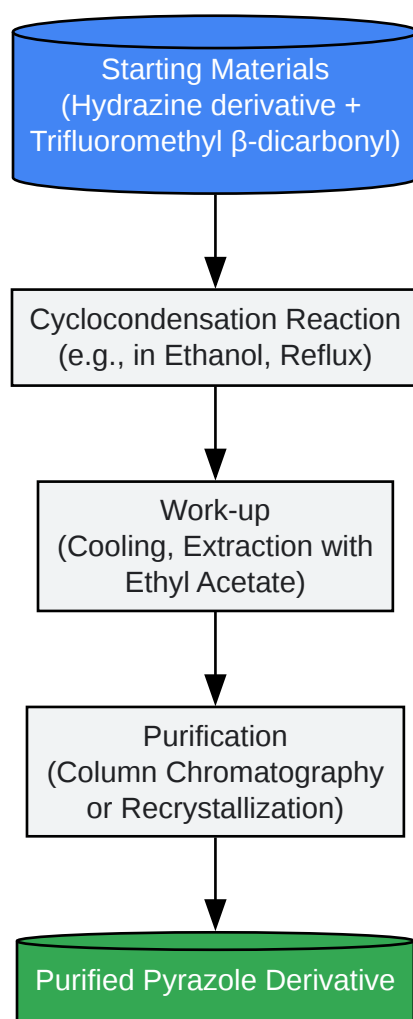 Starting Materials
(Hydrazine derivative +
Trifluoromethyl β-dicarbonyl)
Cyclocondensation Reaction
(e.g., in Ethanol, Reflux)
Work-up
(Cooling, Extraction with
Ethyl Acetate)
Purification
(Column Chromatography
or Recrystallization)
Purified Pyrazole Derivative